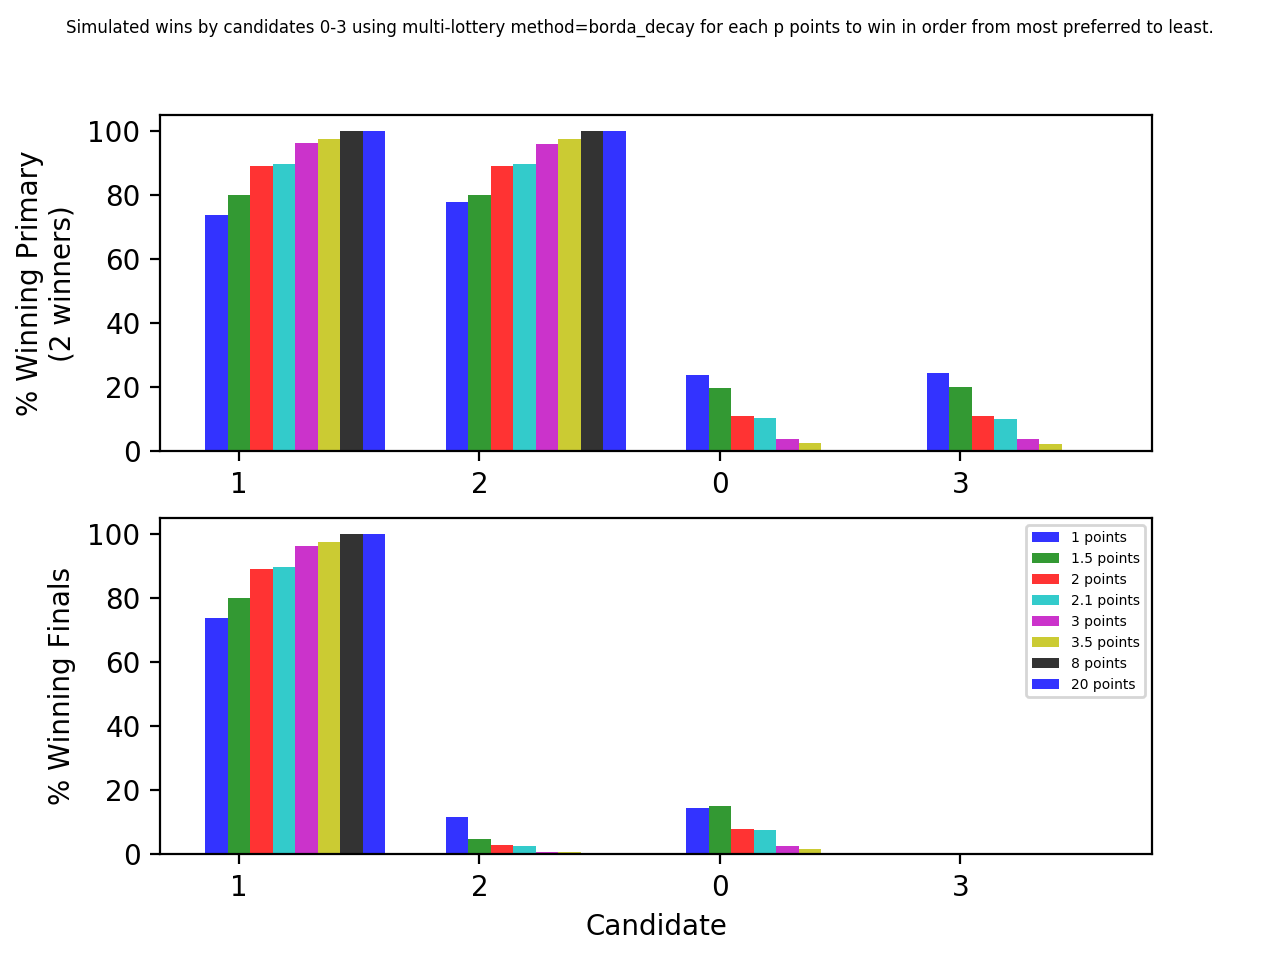 Simulated wins by candidates 0-3 using multi-lottery method=borda_decay for each p points to win in order from most preferred to least.
% Winning Primary
(2 winners)
100
80
60
40
20
0
1 2 0 3
% Winning Finals
100
80
60
40
20
0
1 points
1.5 points
2 points
2.1 points
3 points
3.5 points
8 points
20 points
1 2 0 3
Candidate